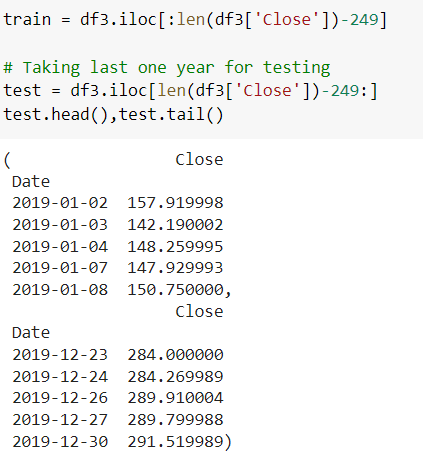 train = df3.iloc[:len(df3['Close'])-249]
# Taking last one year for testing
test = df3.iloc[len(df3['Close'])-249:]
test.head(),test.tail()
(                 Close
 Date
 2019-01-02  157.919998
 2019-01-03  142.190002
 2019-01-04  148.259995
 2019-01-07  147.929993
 2019-01-08  150.750000,
                  Close
 Date
 2019-12-23  284.000000
 2019-12-24  284.269989
 2019-12-26  289.910004
 2019-12-27  289.799988
 2019-12-30  291.519989)